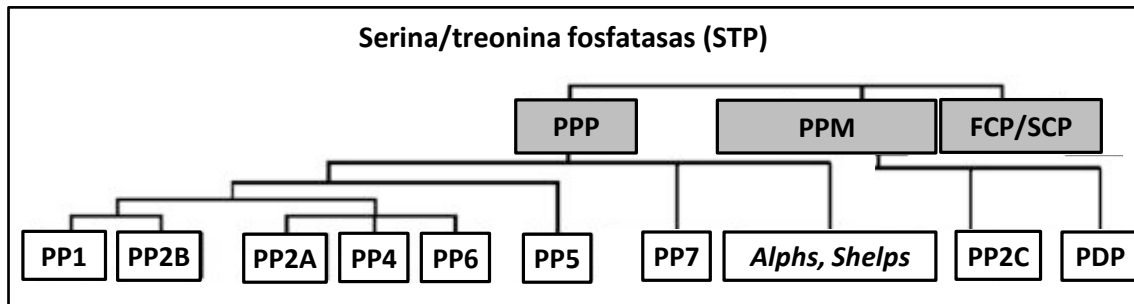 Serina/treonina fosfatasas (STP)
PPP PPM FCP/SCP
PP1 PP2B PP2A PP4 PP6 PP5 PP7 Alphs, Shelps PP2C PDP